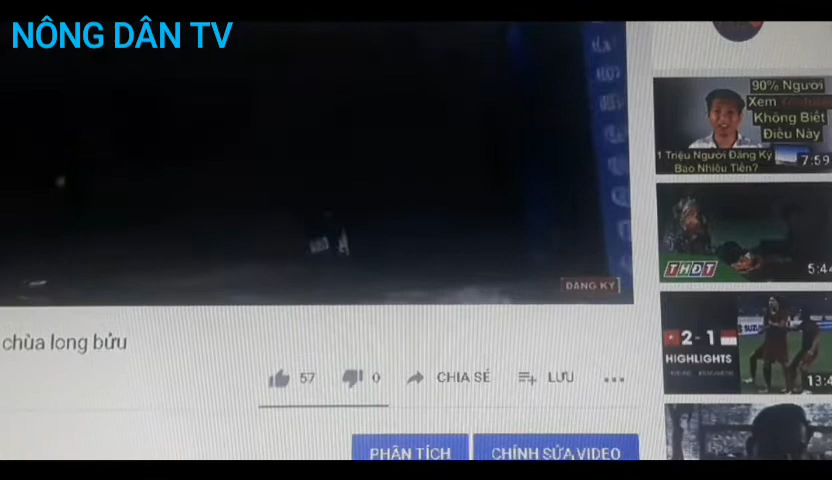 NÔNG DÂN TV
90% Người
Xem Youtube
Không Biết
Điều Này
1 Triệu Người Đăng Ký
Bao Nhiêu Tiền?
7:59
THĐT
5:4
ĐĂNG KÝ
chùa long bửu
2 - 1
HIGHLIGHTS
13:4
57
0
CHIA SẺ
LƯU
PHÂN TÍCH
CHỈNH SỬA VIDEO